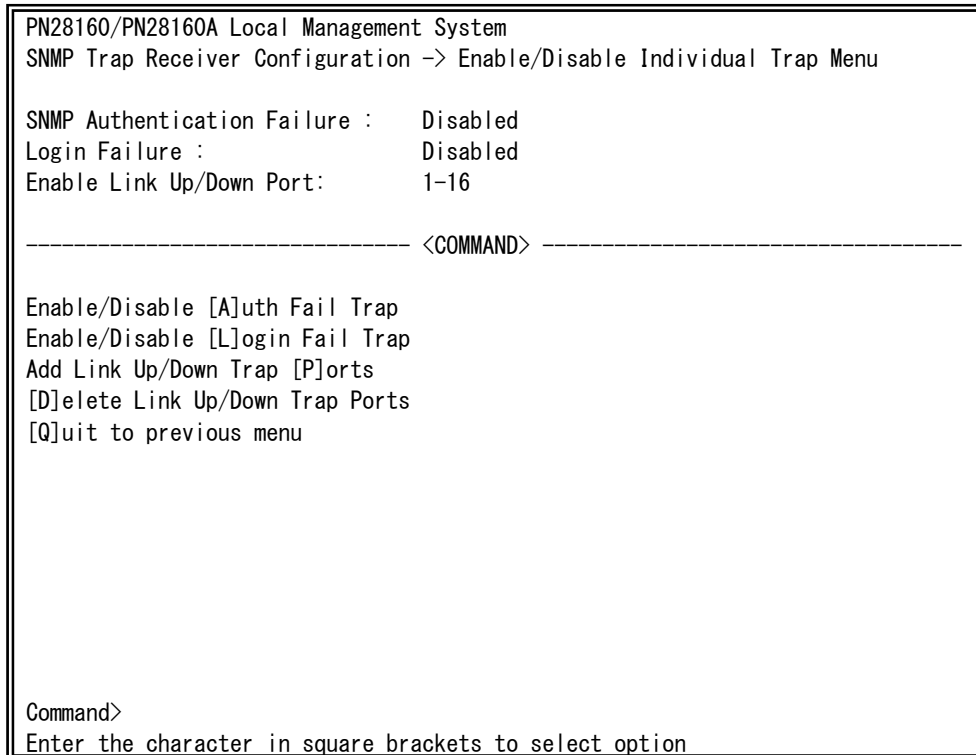 PN28160/PN28160A Local Management System
SNMP Trap Receiver Configuration -> Enable/Disable Individual Trap Menu
SNMP Authentication Failure : Disabled
Login Failure : Disabled
Enable Link Up/Down Port: 1-16
-------------------------------- <COMMAND> -----------------------------------
Enable/Disable [A]uth Fail Trap
Enable/Disable [L]ogin Fail Trap
Add Link Up/Down Trap [P]orts
[D]elete Link Up/Down Trap Ports
[Q]uit to previous menu
Command>
Enter the character in square brackets to select option